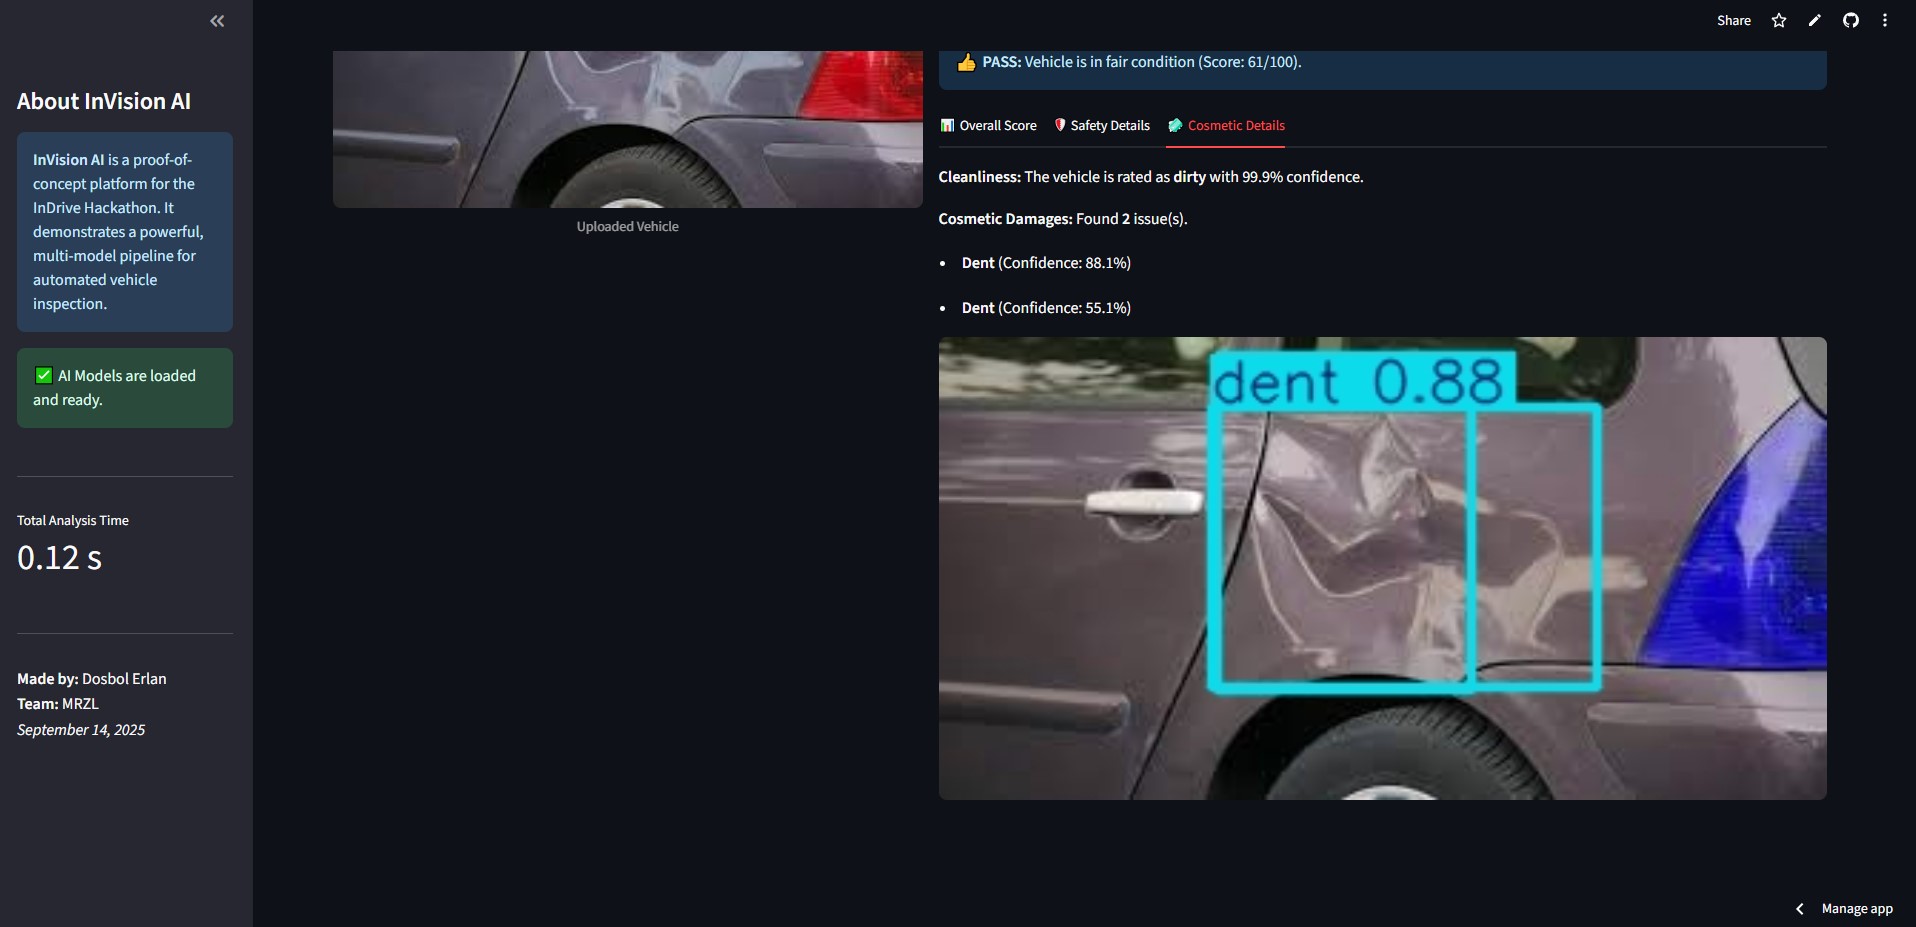 Share
About InVision AI
InVision AI is a proof-of-
concept platform for the
InDrive Hackathon. It
demonstrates a powerful,
multi-model pipeline for
automated vehicle
inspection.
✅ AI Models are loaded
and ready.
Total Analysis Time
0.12 s
Made by: Dosbol Erlan
Team: MRZL
September 14, 2025
Uploaded Vehicle
👍 PASS: Vehicle is in fair condition (Score: 61/100).
📊 Overall Score
Safety Details
🧼 Cosmetic Details
Cleanliness: The vehicle is rated as dirty with 99.9% confidence.
Cosmetic Damages: Found 2 issue(s).
• Dent (Confidence: 88.1%)
• Dent (Confidence: 55.1%)
dent 0.88
Manage app